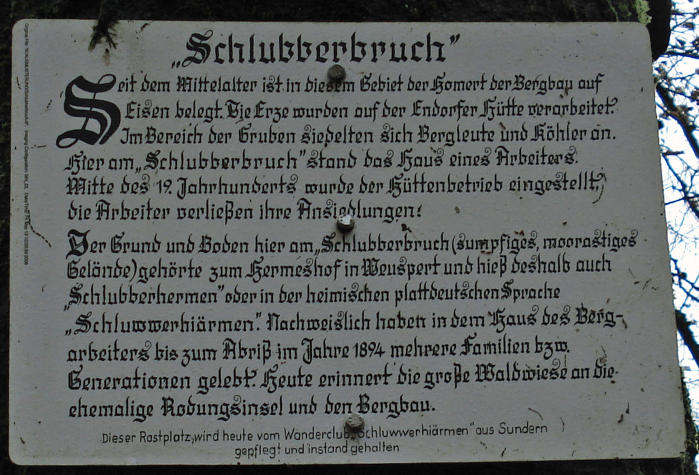 „Schlubberbruch”
Seit dem Mittelalter ist in diesem Gebiet der Homert der Bergbau auf
Eisen belegt. Die Erze wurden auf der Endorfer Hütte verarbeitet.
Im Bereich der Gruben siedelten sich Bergleute und Köhler an.
Hier am „Schlubberbruch” stand das Haus eines Arbeiters.
Mitte des 19. Jahrhunderts wurde der Hüttenbetrieb eingestellt,
die Arbeiter verließen ihre Ansiedlungen.
Der Grund und Boden hier am „Schlubberbruch (sumpfiges, moorastiges
Gelände) gehörte zum Hermeshof in Weuspert und hieß deshalb auch
„Schlubberhermen” oder in der heimischen plattdeutschen Sprache
„Schluwwerhiärmen”. Nachweislich haben in dem Haus des Berg-
arbeiters bis zum Abriß im Jahre 1894 mehrere Familien bzw.
Generationen gelebt. Heute erinnert die große Waldwiese an die
ehemalige Rodungsinsel und den Bergbau.
Dieser Rastplatz wird heute vom Wanderclub „Schluwwerhiärmen” aus Sundern
gepflegt und instand gehalten